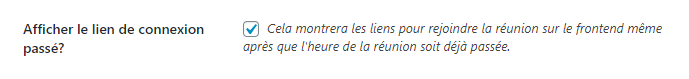 Afficher le lien de connexion
passé?
Cela montrera les liens pour rejoindre la réunion sur le frontend même
après que l'heure de la réunion soit déjà passée.